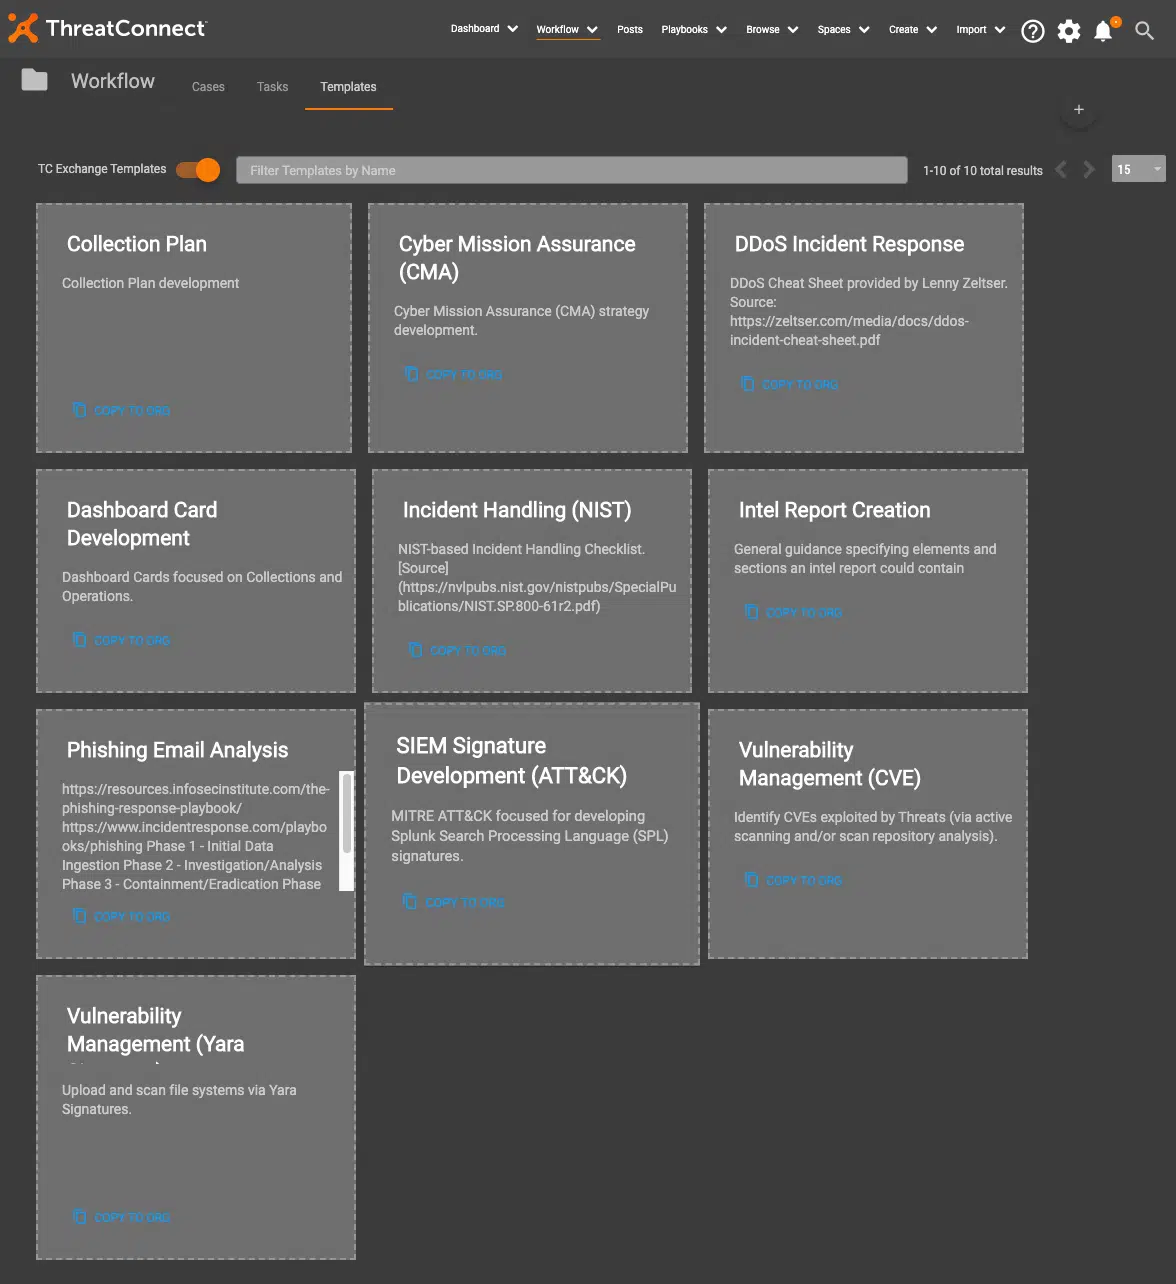 ThreatConnect
Dashboard Workflow Posts Playbooks Browse Spaces Create Import
Workflow Cases Tasks Templates
+
TC Exchange Templates Filter Templates by Name 1-10 of 10 total results 15
Collection Plan
Collection Plan development
COPY TO ORG
Cyber Mission Assurance
(CMA)
Cyber Mission Assurance (CMA) strategy
development.
COPY TO ORG
DDoS Incident Response
DDoS Cheat Sheet provided by Lenny Zeltser.
Source:
https://zeltser.com/media/docs/ddos-
incident-cheat-sheet.pdf
COPY TO ORG
Dashboard Card
Development
Dashboard Cards focused on Collections and
Operations.
COPY TO ORG
Incident Handling (NIST)
NIST-based Incident Handling Checklist.
[Source]
(https://nvlpubs.nist.gov/nistpubs/SpecialPu
blications/NIST.SP.800-61r2.pdf)
COPY TO ORG
Intel Report Creation
General guidance specifying elements and
sections an intel report could contain
COPY TO ORG
Phishing Email Analysis
https://resources.infosecinstitute.com/the-
phishing-response-playbook/
https://www.incidentresponse.com/playbo
oks/phishing Phase 1 - Initial Data
Ingestion Phase 2 - Investigation/Analysis
Phase 3 - Containment/Eradication Phase
COPY TO ORG
SIEM Signature
Development (ATT&CK)
MITRE ATT&CK focused for developing
Splunk Search Processing Language (SPL)
signatures.
COPY TO ORG
Vulnerability
Management (CVE)
Identify CVEs exploited by Threats (via active
scanning and/or scan repository analysis).
COPY TO ORG
Vulnerability
Management (Yara
Upload and scan file systems via Yara
Signatures.
COPY TO ORG